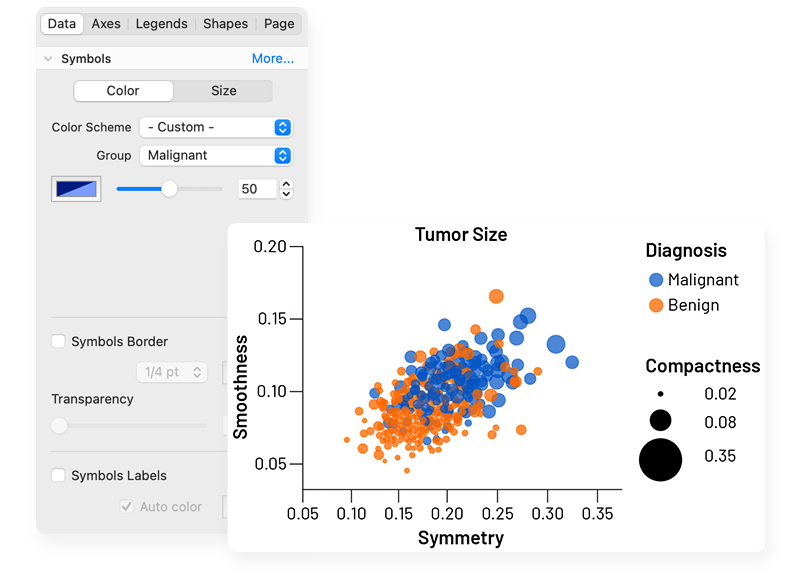 Data Axes Legends Shapes Page
Symbols More...
Color Size
Color Scheme - Custom -
Group Malignant
50
Symbols Border
1/4 pt
Transparency
Symbols Labels
Auto color
Tumor Size
Smoothness
0.20
0.15
0.10
0.05
0.05 0.10 0.15 0.20 0.25 0.30 0.35
Symmetry
Diagnosis
Malignant
Benign
Compactness
0.02
0.08
0.35